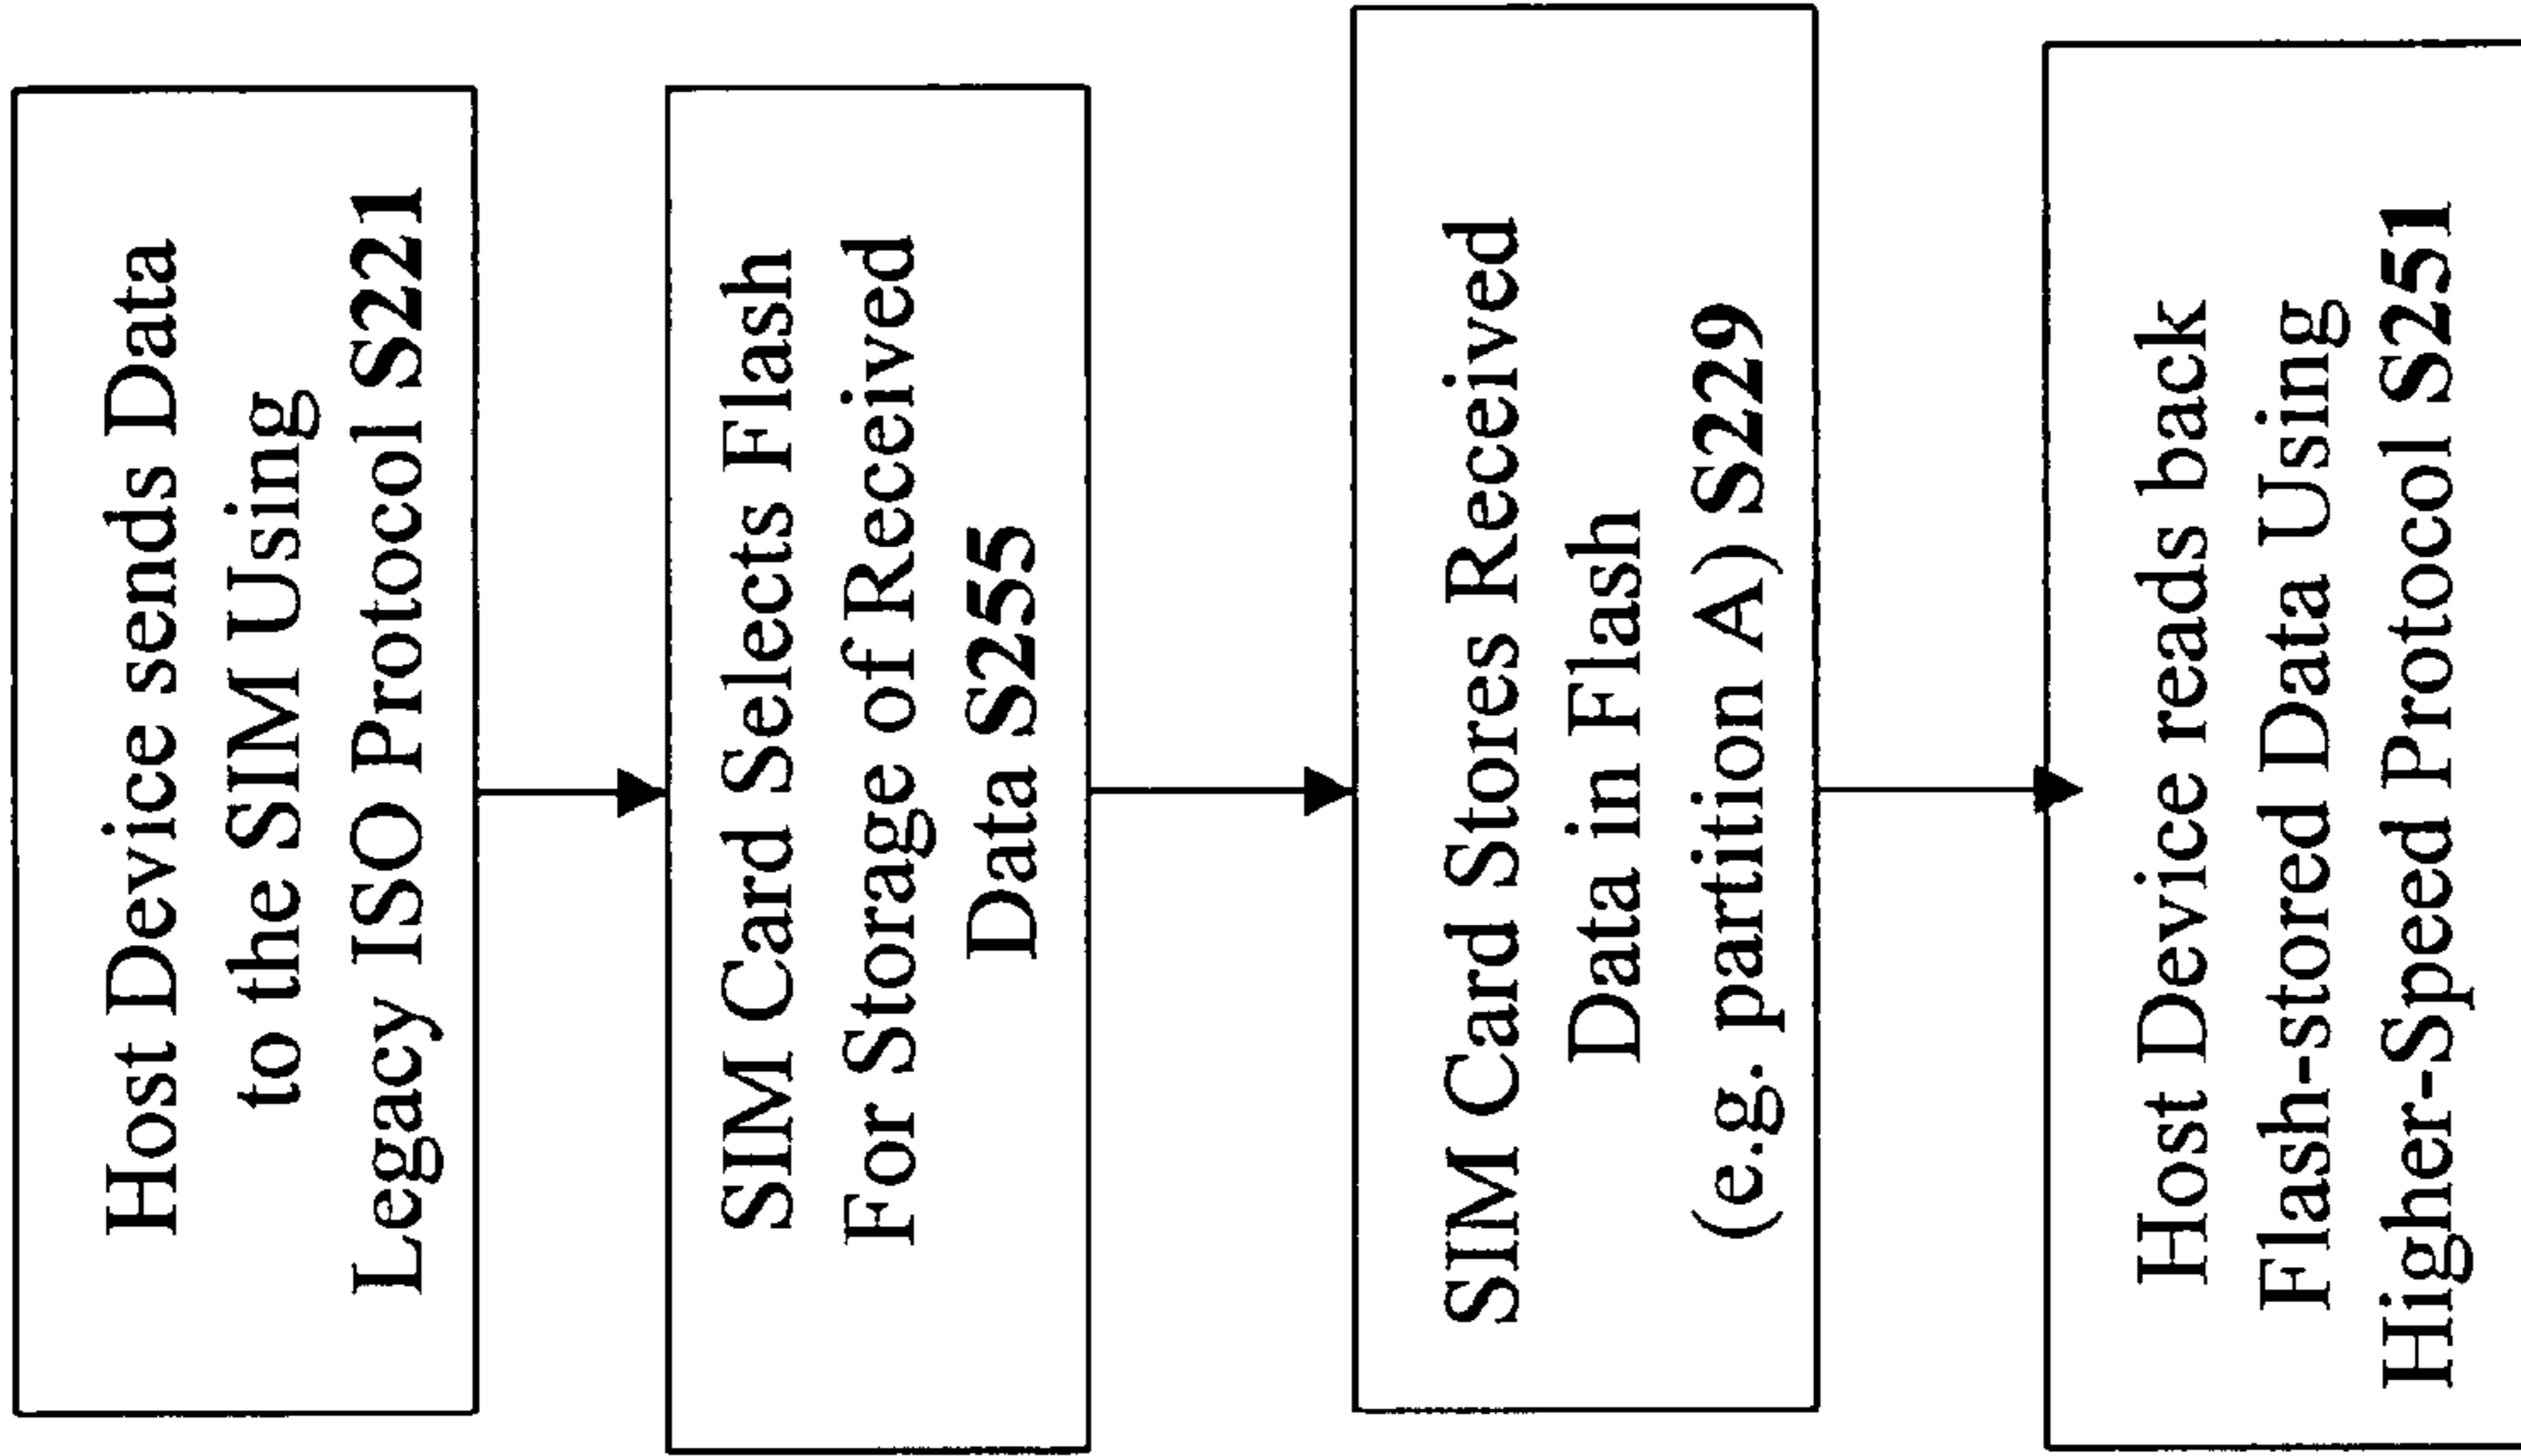 Host Device sends Data
to the SIM Using
Legacy ISO Protocol S221
SIM Card Selects Flash
For Storage of Received
Data S255
SIM Card Stores Received
Data in Flash
(e.g. partition A) S229
Host Device reads back
Flash-stored Data Using
Higher-Speed Protocol S251